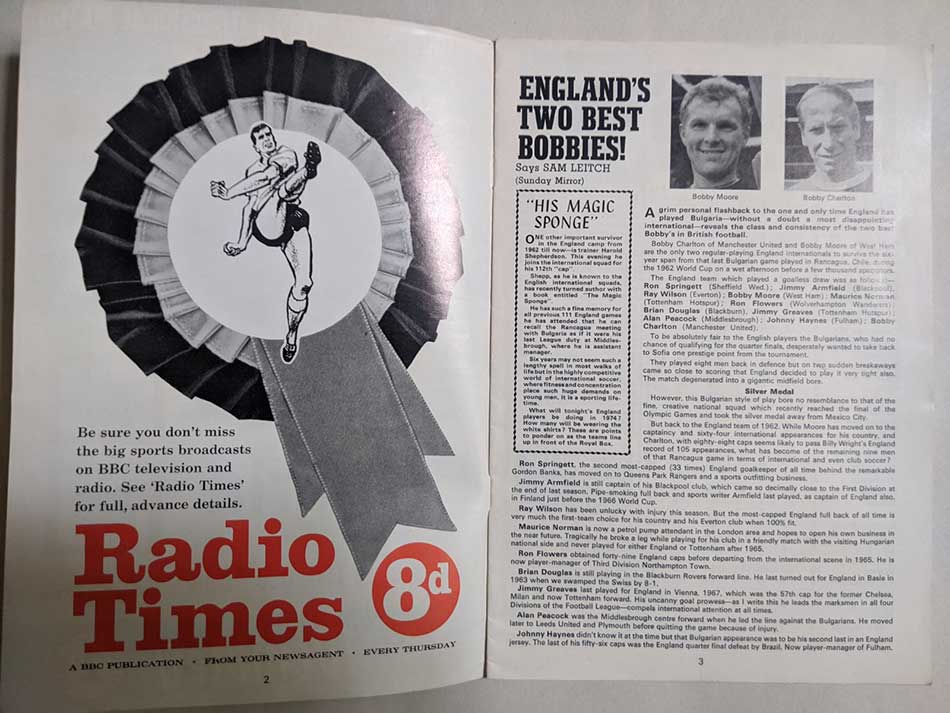 Be sure you don't miss
the big sports broadcasts
on BBC television and
radio. See 'Radio Times'
for full, advance details.
Radio
Times
8d
A BBC PUBLICATION · FROM YOUR NEWSAGENT · EVERY THURSDAY
2
ENGLAND'S
TWO BEST
BOBBIES!
Says SAM LEITCH
(Sunday Mirror)
Bobby Moore
Bobby Charlton
"HIS MAGIC
SPONGE"
ONE other important survivor
in the England camp from
1962 till now—is trainer Harold
Shepherdson. This evening he
joins the international squad for
his 112th "cap".
Shepp, as he is known to the
English international squads,
has recently turned author with
a book entitled "The Magic
Sponge".
He has such a fine memory for
all previous 111 England games
he has attended that he can
recall the Rancagua meeting
with Bulgaria as if it were his
last League duty at Middles-
brough, where he is assistant
manager.
Six years may not seem such a
lengthy spell in most walks of
life but in the highly competitive
world of international soccer,
where fitness and concentration
place such huge demands on
young men, it is a sporting life-
time.
What will tonight's England
players be doing in 1974?
How many will be wearing the
white shirts? These are points
to ponder on as the teams line
up in front of the Royal Box.
A grim personal flashback to the one and only time England has
played Bulgaria—without a doubt a most disappointing
international—reveals the class and consistency of the two best
Bobby's in British football.
Bobby Charlton of Manchester United and Bobby Moore of West Ham
are the only two regular-playing England internationals to survive the six-
year span from that last Bulgarian game played in Rancagua, Chile, during
the 1962 World Cup on a wet afternoon before a few thousand spectators.
The England team which played a goalless drew was as follows—
Ron Springett (Sheffield Wed.); Jimmy Armfield (Blackpool),
Ray Wilson (Everton); Bobby Moore (West Ham); Maurice Norman
(Tottenham Hotspur); Ron Flowers (Wolverhampton Wanderers);
Brian Douglas (Blackburn), Jimmy Greaves (Tottenham Hotspur);
Alan Peacock (Middlesbrough); Johnny Haynes (Fulham); Bobby
Charlton (Manchester United).
To be absolutely fair to the English players the Bulgarians, who had no
chance of qualifying for the quarter finals, desperately wanted to take back
to Sofia one prestige point from the tournament.
They played eight men back in defence but on two sudden breakaways
came so close to scoring that England decided to play it very tight also.
The match degenerated into a gigantic midfield bore.
Silver Medal
However, this Bulgarian style of play bore no resemblance to that of the
fine, creative national squad which recently reached the final of the
Olympic Games and took the silver medal away from Mexico City.
But back to the England team of 1962. While Moore has moved on to the
captaincy and sixty-four international appearances for his country, and
Charlton, with eighty-eight caps seems likely to pass Billy Wright's England
record of 105 appearances, what has become of the remaining nine men
of that Rancagua game in terms of international and even club soccer?
Ron Springett, the second most-capped (33 times) England goalkeeper of all time behind the remarkable
Gordon Banks, has moved on to Queens Park Rangers and a sports outfitting business.
Jimmy Armfield is still captain of his Blackpool club, which came so decimally close to the First Division at
the end of last season. Pipe-smoking full back and sports writer Armfield last played, as captain of England also,
in Finland just before the 1966 World Cup.
Ray Wilson has been unlucky with injury this season. But the most-capped England full back of all time is
very much the first-team choice for his country and his Everton club when 100% fit.
Maurice Norman is now a petrol pump attendant in the London area and hopes to open his own business in
the near future. Tragically he broke a leg while playing for his club in a friendly match with the visiting Hungarian
national side and never played for either England or Tottenham after 1965.
Ron Flowers obtained forty-nine England caps before departing from the international scene in 1965. He is
now player-manager of Third Division Northampton Town.
Brian Douglas is still playing in the Blackburn Rovers forward line. He last turned out for England in Basle in
1963 when we swamped the Swiss by 8-1.
Jimmy Greaves last played for England in Vienna, 1967, which was the 57th cap for the former Chelsea,
Milan and now Tottenham forward. His uncanny goal prowess—as I write this he leads the marksmen in all four
Divisions of the Football League—compels international attention at all times.
Alan Peacock was the Middlesbrough centre forward when he led the line against the Bulgarians. He moved
later to Leeds United and Plymouth before quitting the game because of injury.
Johnny Haynes didn't know it at the time but that Bulgarian appearance was to be his second last in an England
jersey. The last of his fifty-six caps was the England quarter final defeat by Brazil. Now player-manager of Fulham.
3